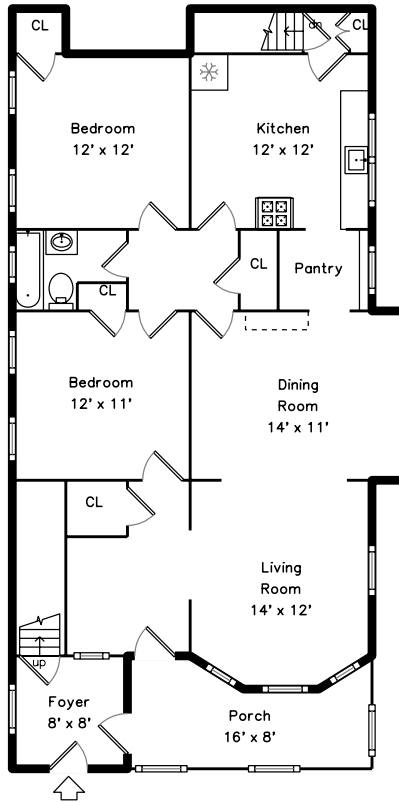 CL
dn
CL
Bedroom
12' x 12'
Kitchen
12' x 12'
CL
Pantry
CL
Bedroom
12' x 11'
Dining
Room
14' x 11'
CL
Living
Room
14' x 12'
up
Foyer
8' x 8'
Porch
16' x 8'